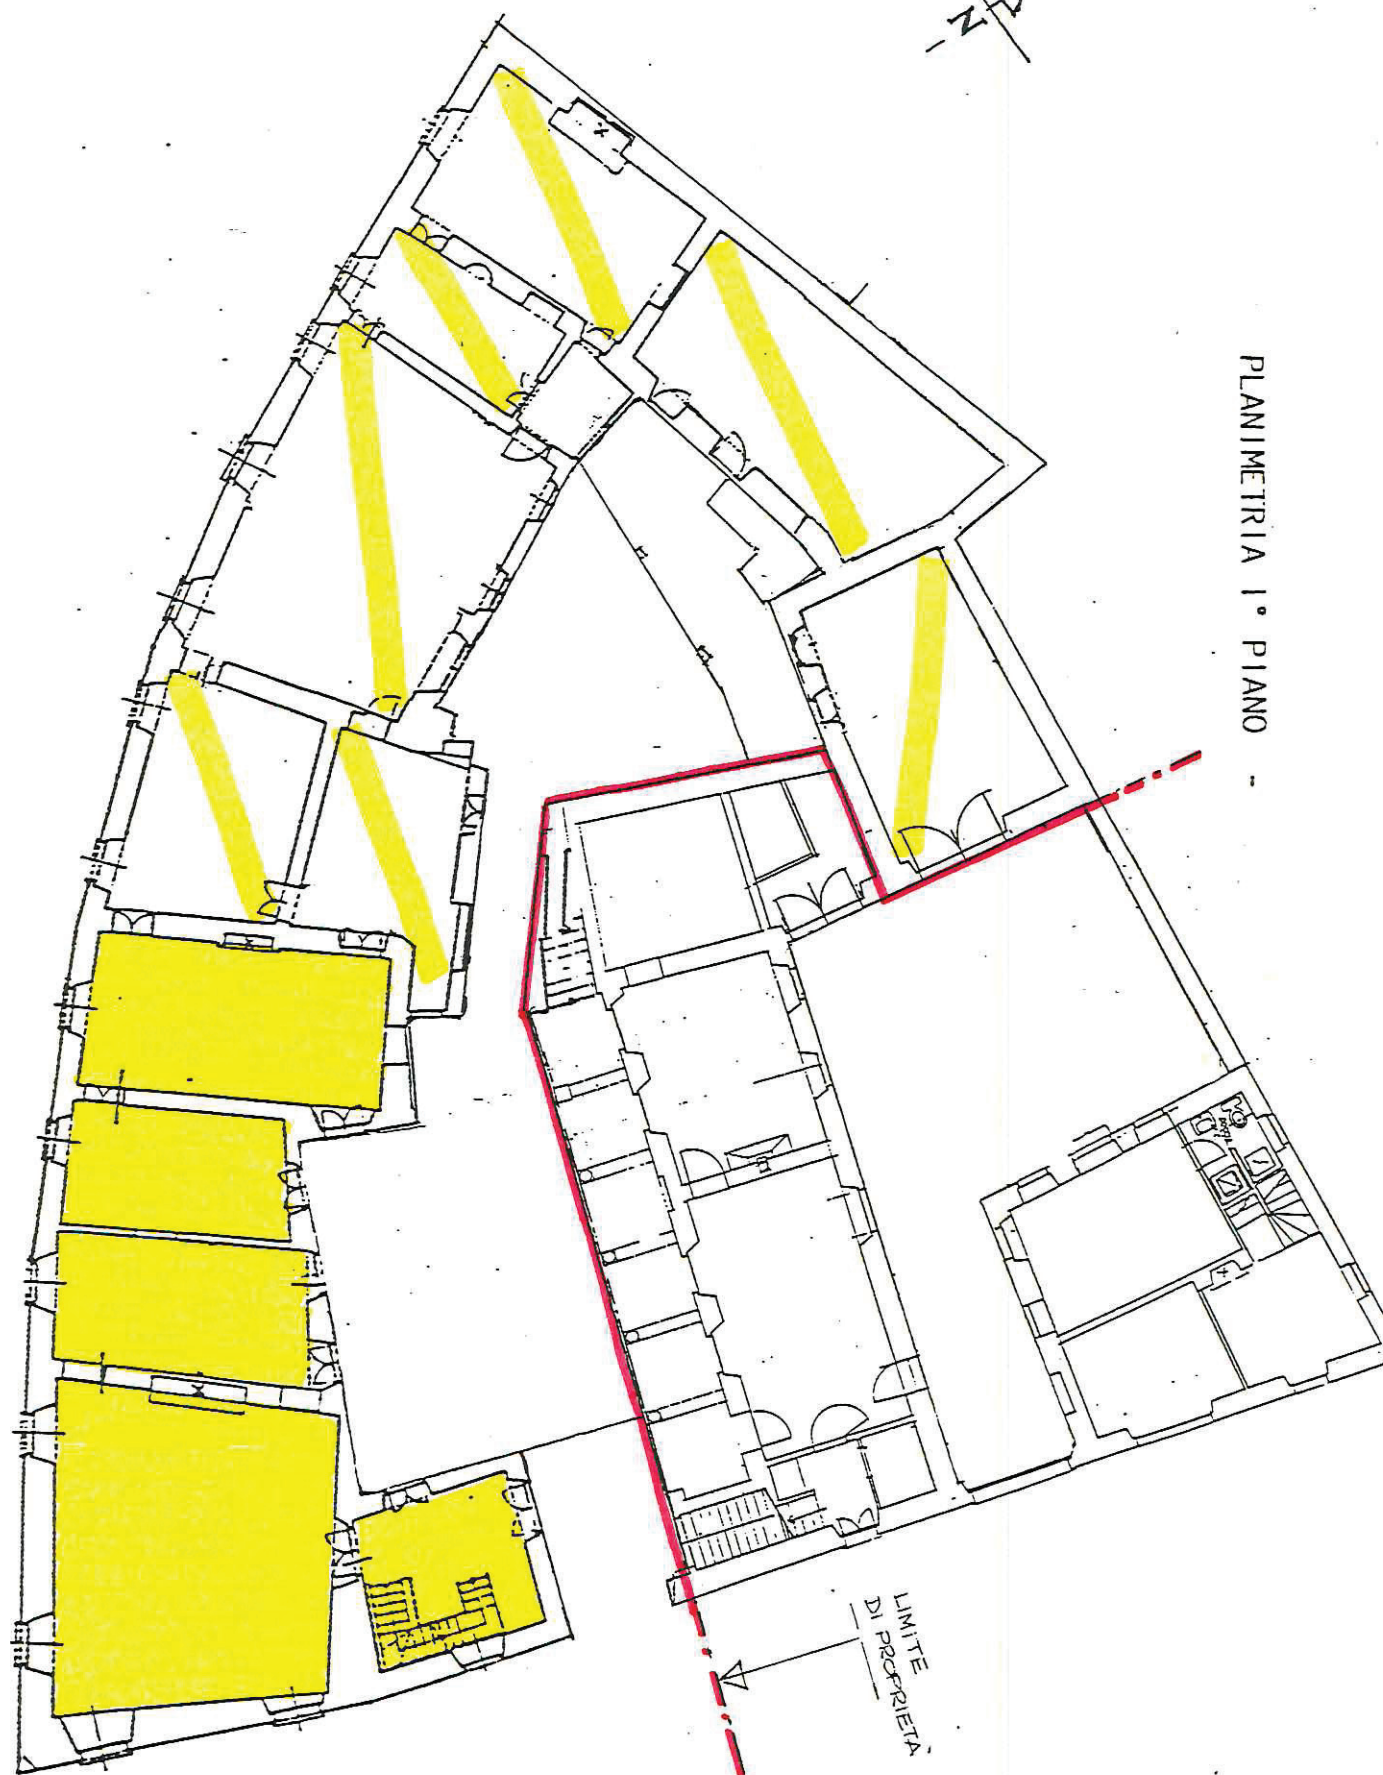 - N
PLANIMETRIA 1° PIANO -
LIMITE
DI PROPRIETA'